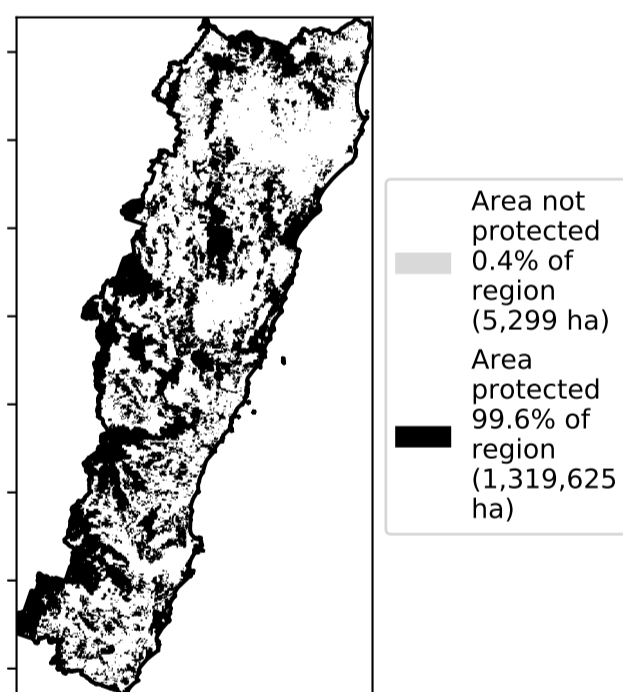 Area not
protected
0.4% of
region
(5,299 ha)
Area
protected
99.6% of
region
(1,319,625
ha)